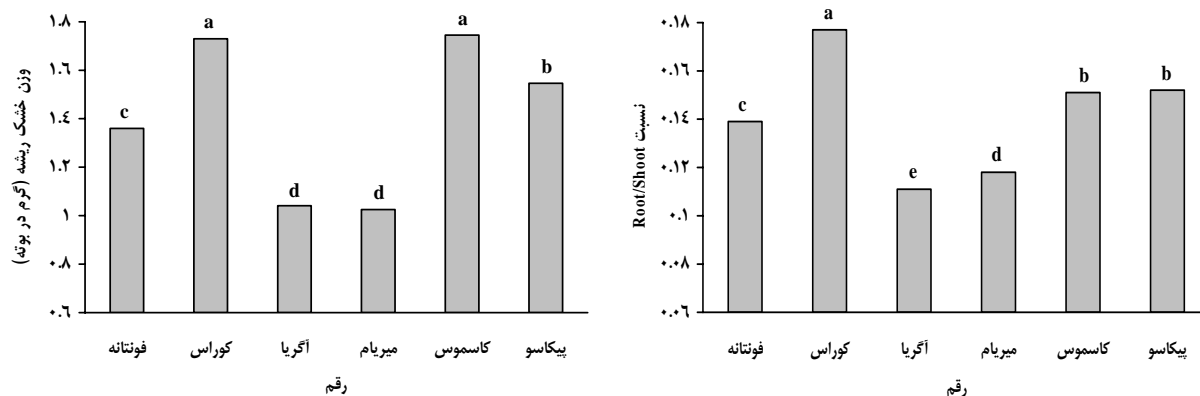 وزن خشک ریشه (گرم در بوته)
۱.۸
۱.۶
۱.۴
۱.۲
۱
۰.۸
۰.۶
c
a
d
d
a
b
فونتانه
کوراس
آگریا
میریام
کاسموس
پیکاسو
رقم
نسبت Root/Shoot
۰.۱۸
۰.۱۶
۰.۱۴
۰.۱۲
۰.۱
۰.۰۸
۰.۰۶
c
a
e
d
b
b
فونتانه
کوراس
آگریا
میریام
کاسموس
پیکاسو
رقم